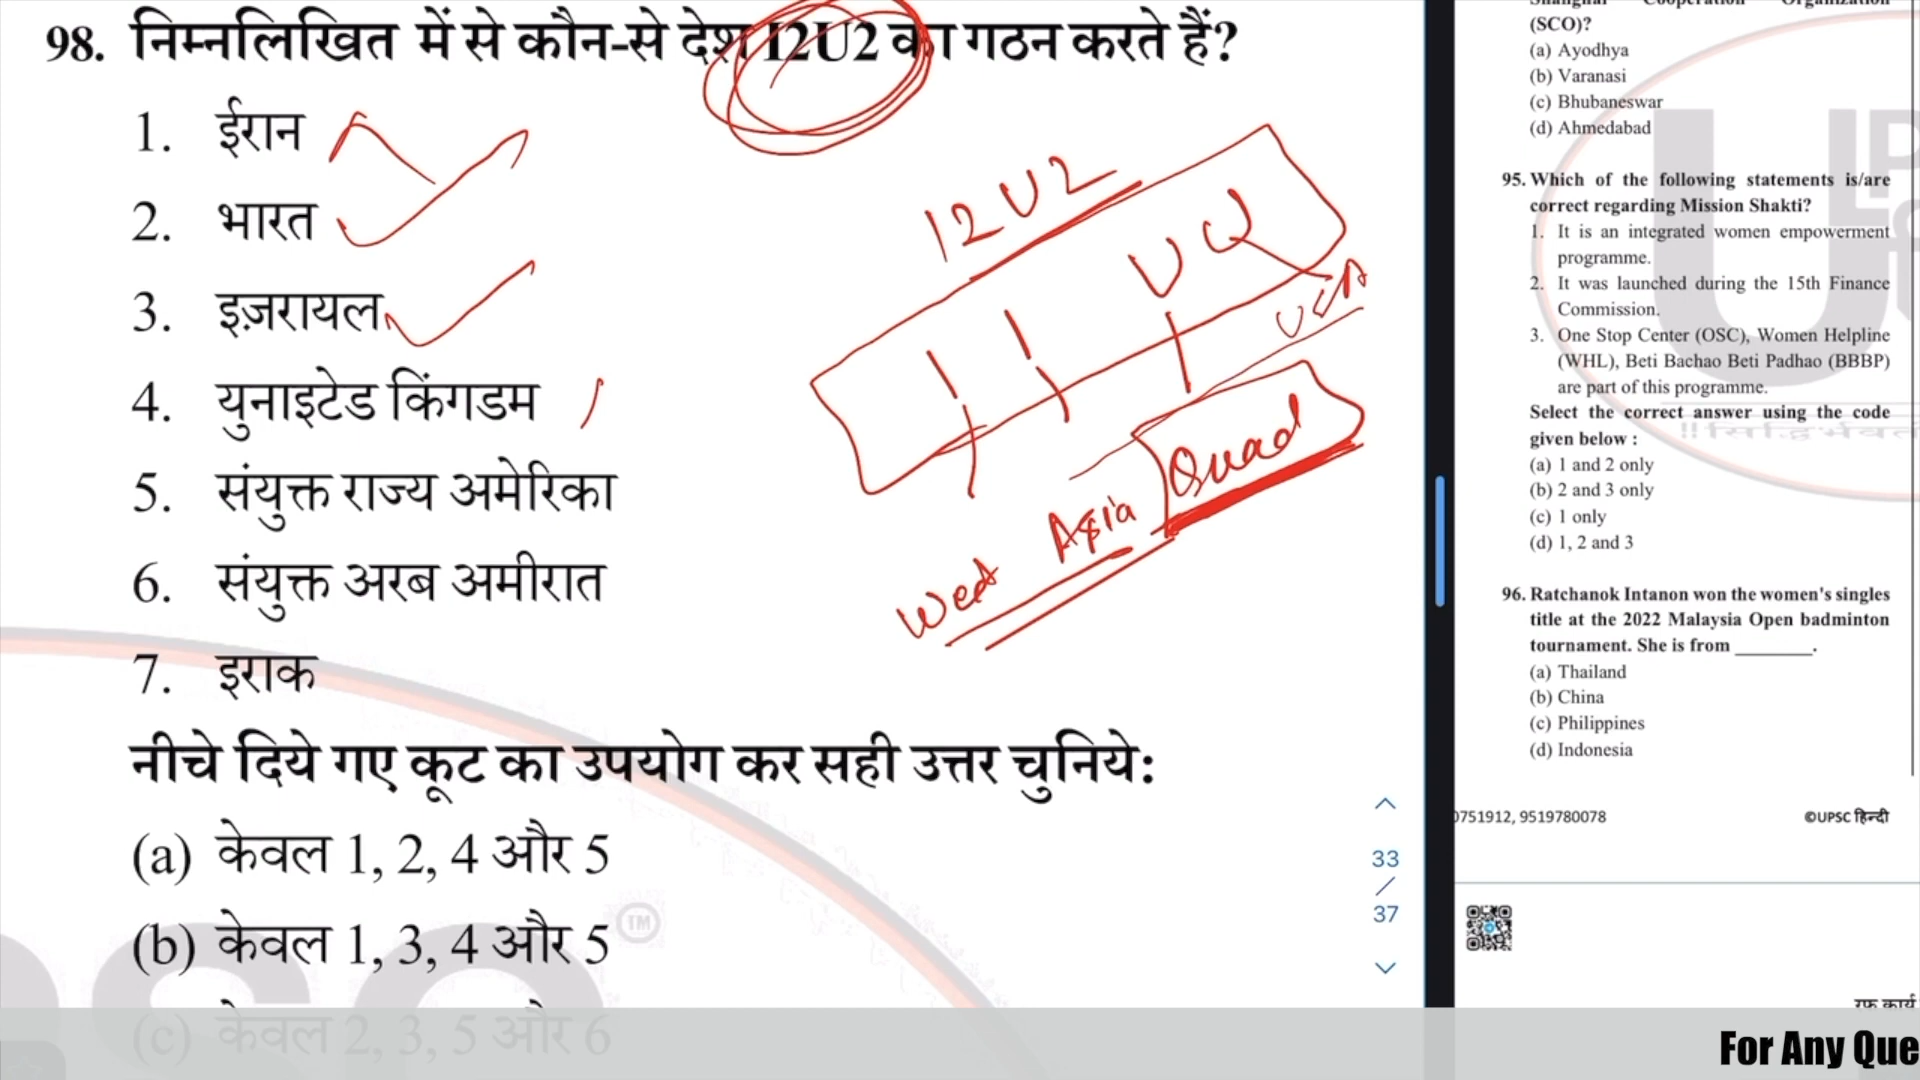 98. निम्नलिखित में से कौन-से देश I2U2 का गठन करते हैं?
1. ईरान
2. भारत
3. इज़रायल
4. युनाइटेड किंगडम
5. संयुक्त राज्य अमेरिका
6. संयुक्त अरब अमीरात
7. इराक
नीचे दिये गए कूट का उपयोग कर सही उत्तर चुनिये:
(a) केवल 1, 2, 4 और 5
(b) केवल 1, 3, 4 और 5
(c) केवल 2, 3, 5 और 6
I2U2
Quad
Asia
TM
33
/
37
Shanghai Cooperation Organization
(SCO)?
(a) Ayodhya
(b) Varanasi
(c) Bhubaneswar
(d) Ahmedabad
95. Which of the following statements is/are
correct regarding Mission Shakti?
1. It is an integrated women empowerment
programme.
2. It was launched during the 15th Finance
Commission.
3. One Stop Center (OSC), Women Helpline
(WHL), Beti Bachao Beti Padhao (BBBP)
are part of this programme.
Select the correct answer using the code
given below :
(a) 1 and 2 only
(b) 2 and 3 only
(c) 1 only
(d) 1, 2 and 3
96. Ratchanok Intanon won the women's singles
title at the 2022 Malaysia Open badminton
tournament. She is from ________.
(a) Thailand
(b) China
(c) Philippines
(d) Indonesia
0751912, 9519780078 ©UPSC हिन्दी
रफ़ कार्य
For Any Que